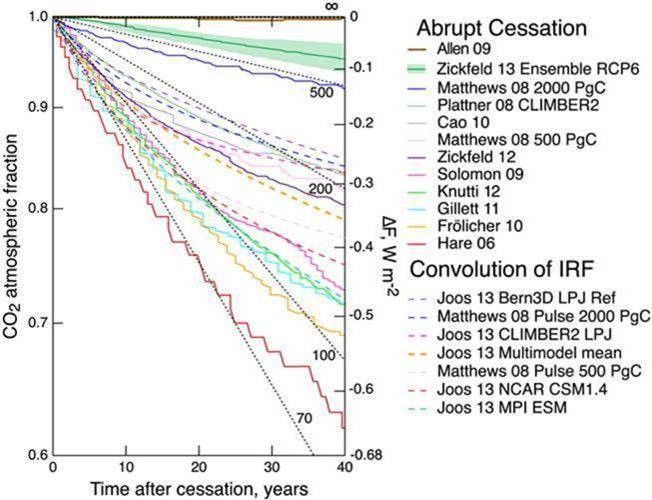 ∞
1.0
0.9
0.8
0.7
0.6
CO2 atmospheric fraction
0
-0.1
-0.2
-0.3
-0.4
-0.5
-0.6
-0.68
ΔF, W m-2
500
200
100
70
0
10
20
30
40
Time after cessation, years
Abrupt Cessation
Allen 09
Zickfeld 13 Ensemble RCP6
Matthews 08 2000 PgC
Plattner 08 CLIMBER2
Cao 10
Matthews 08 500 PgC
Zickfeld 12
Solomon 09
Knutti 12
Gillett 11
Frölicher 10
Hare 06
Convolution of IRF
Joos 13 Bern3D LPJ Ref
Matthews 08 Pulse 2000 PgC
Joos 13 CLIMBER2 LPJ
Joos 13 Multimodel mean
Matthews 08 Pulse 500 PgC
Joos 13 NCAR CSM1.4
Joos 13 MPI ESM